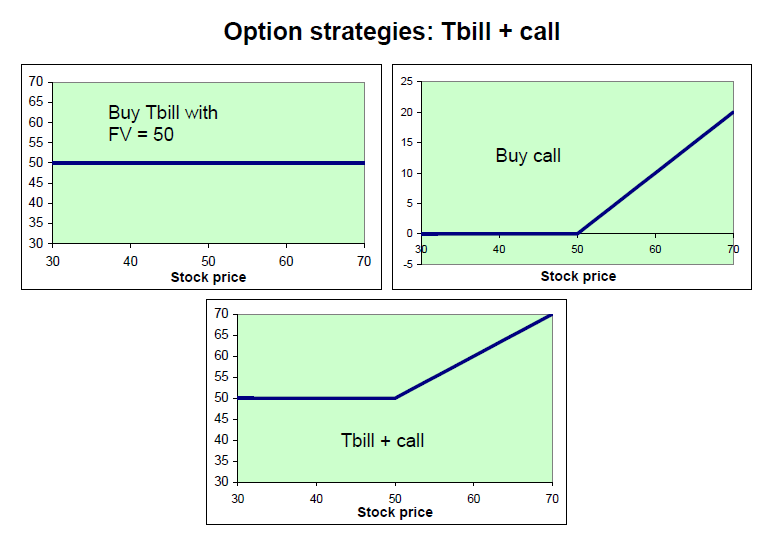 Option strategies: Tbill + call
70
65
60
55
50
45
40
35
30
Buy Tbill with
FV = 50
30 40 50 60 70
Stock price
25
20
15
10
5
0
-5
Buy call
30 40 50 60 70
Stock price
70
65
60
55
50
45
40
35
30
Tbill + call
30 40 50 60 70
Stock price